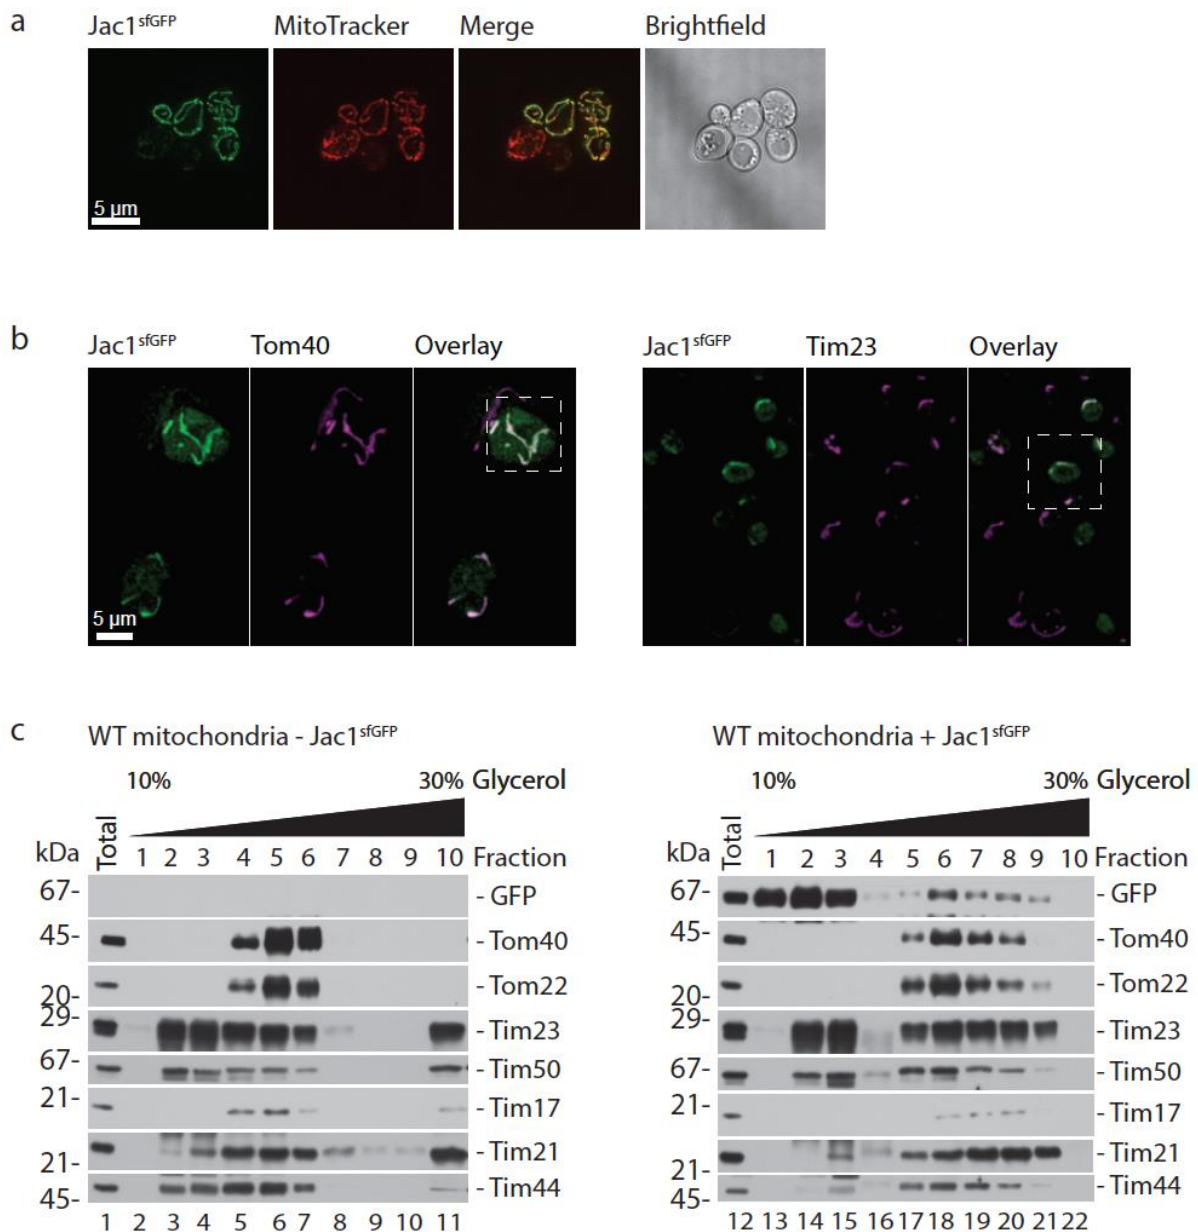 a
Jac1sfGFP MitoTracker Merge Brightfield
5 µm
b
Jac1sfGFP Tom40 Overlay Jac1sfGFP Tim23 Overlay
5 µm
c
WT mitochondria - Jac1sfGFP
10% 30% Glycerol
kDa Total 1 2 3 4 5 6 7 8 9 10 Fraction
67- - GFP
45- - Tom40
20- - Tom22
29- - Tim23
67- - Tim50
21- - Tim17
21- - Tim21
45- - Tim44
1 2 3 4 5 6 7 8 9 10 11
WT mitochondria + Jac1sfGFP
10% 30% Glycerol
kDa Total 1 2 3 4 5 6 7 8 9 10 Fraction
67- - GFP
45- - Tom40
20- - Tom22
29- - Tim23
67- - Tim50
21- - Tim17
21- - Tim21
45- - Tim44
12 13 14 15 16 17 18 19 20 21 22